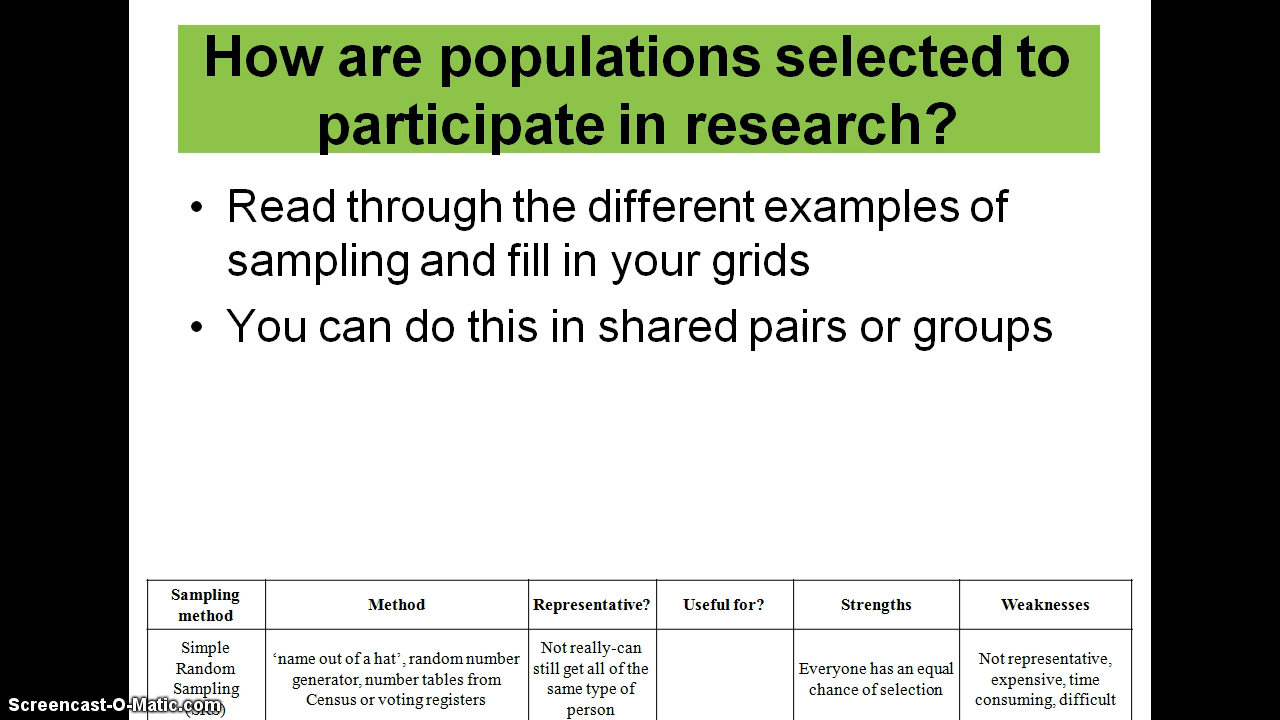 How are populations selected to
participate in research?
• Read through the different examples of
sampling and fill in your grids
• You can do this in shared pairs or groups
Sampling
method
Method
Representative?
Useful for?
Strengths
Weaknesses
Simple
Random
Sampling
‘name out of a hat’, random number
generator, number tables from
Census or voting registers
Not really-can
still get all of the
same type of
person
Everyone has an equal
chance of selection
Not representative,
expensive, time
consuming, difficult
Screencast-O-Matic.com